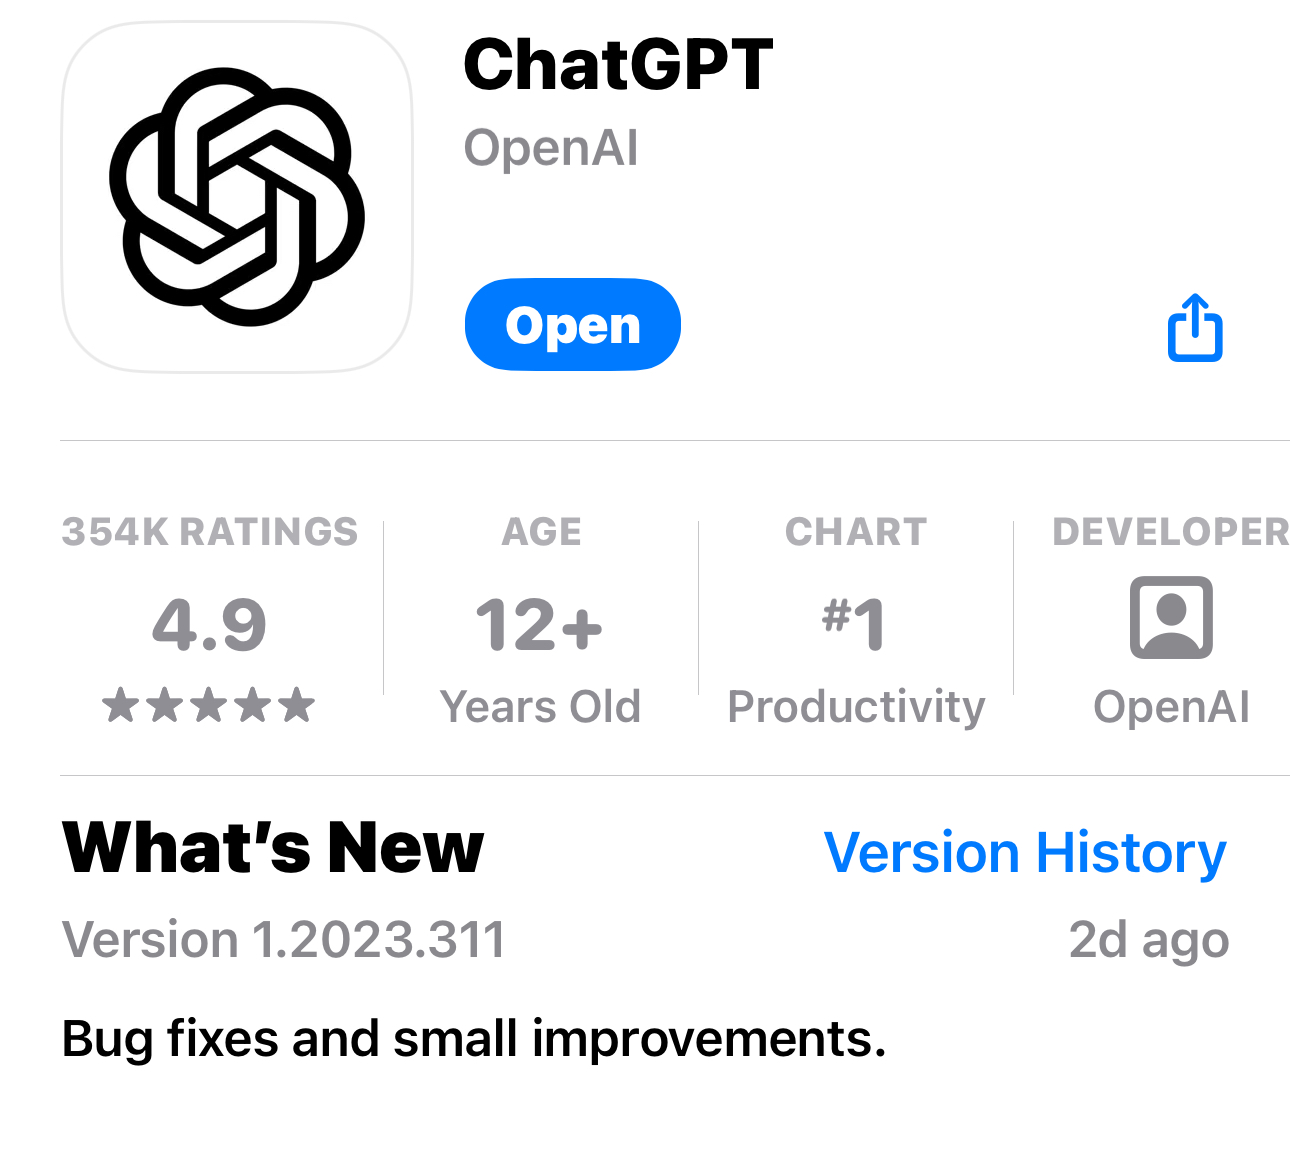 ChatGPT
OpenAI
Open
354K RATINGS
4.9
AGE
12+
Years Old
CHART
#1
Productivity
DEVELOPER
OpenAI
What’s New
Version History
Version 1.2023.311
2d ago
Bug fixes and small improvements.